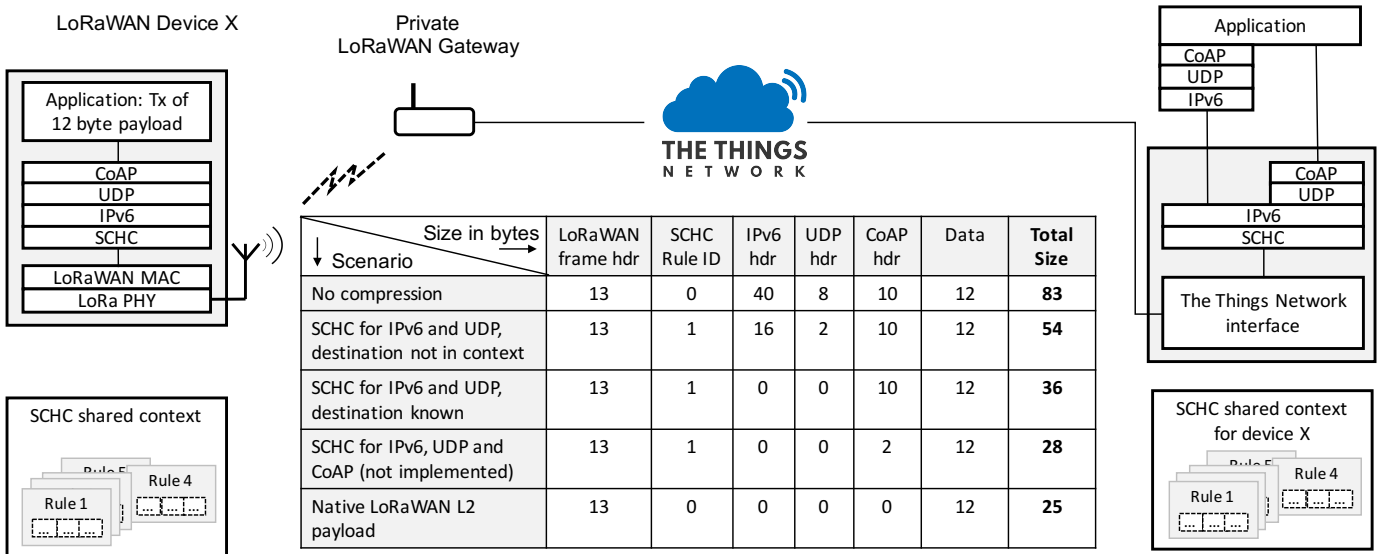 LoRaWAN Device X
Application: Tx of
12 byte payload
CoAP
UDP
IPv6
SCHC
LoRaWAN MAC
LoRa PHY
Private
LoRaWAN Gateway
THE THINGS
NETWORK
Application
CoAP
UDP
IPv6
CoAP
UDP
IPv6
SCHC
The Things Network
interface
Size in bytes
Scenario
LoRaWAN frame hdr SCHC Rule ID IPv6 hdr UDP hdr CoAP hdr Data Total Size
No compression 13 0 40 8 10 12 83
SCHC for IPv6 and UDP, 13 1 16 2 10 12 54
destination not in context
SCHC for IPv6 and UDP, 13 1 0 0 10 12 36
destination known
SCHC for IPv6, UDP and 13 1 0 0 2 12 28
CoAP (not implemented)
Native LoRaWAN L2 13 0 0 0 0 12 25
payload
SCHC shared context
Rule 4
Rule 1
... ... ...
... ... ...
SCHC shared context
for device X
Rule 4
Rule 1
... ... ...
... ... ...